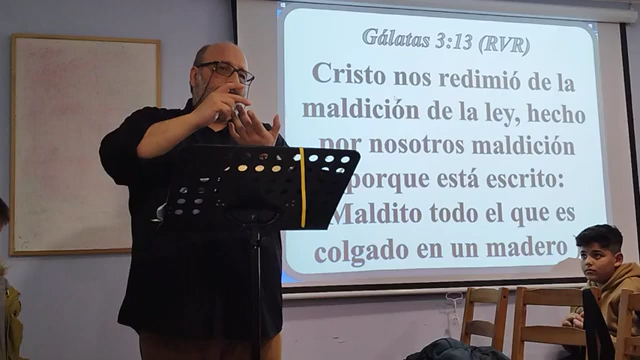 Gálatas 3:13 (RVR)
Cristo nos redimió de la
maldición de la ley, hecho
por nosotros maldición
porque está escrito:
Maldito todo el que es
colgado en un madero